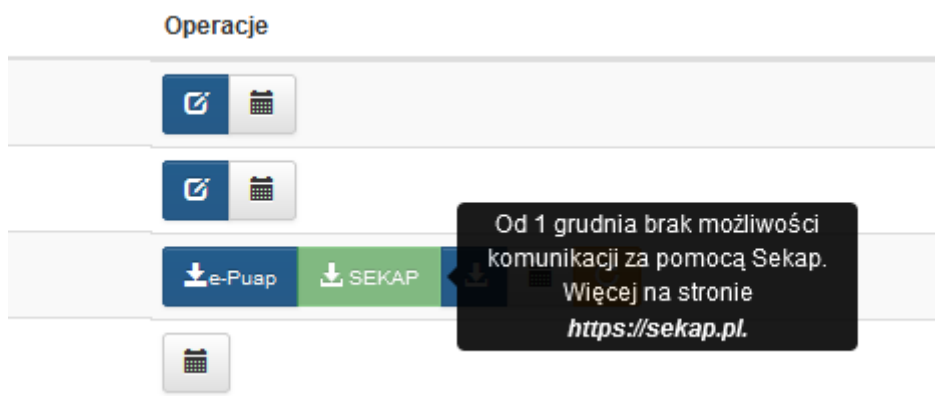 Operacje
e-Puap SEKAP
Od 1 grudnia brak możliwości
komunikacji za pomocą Sekap.
Więcej na stronie
https://sekap.pl.